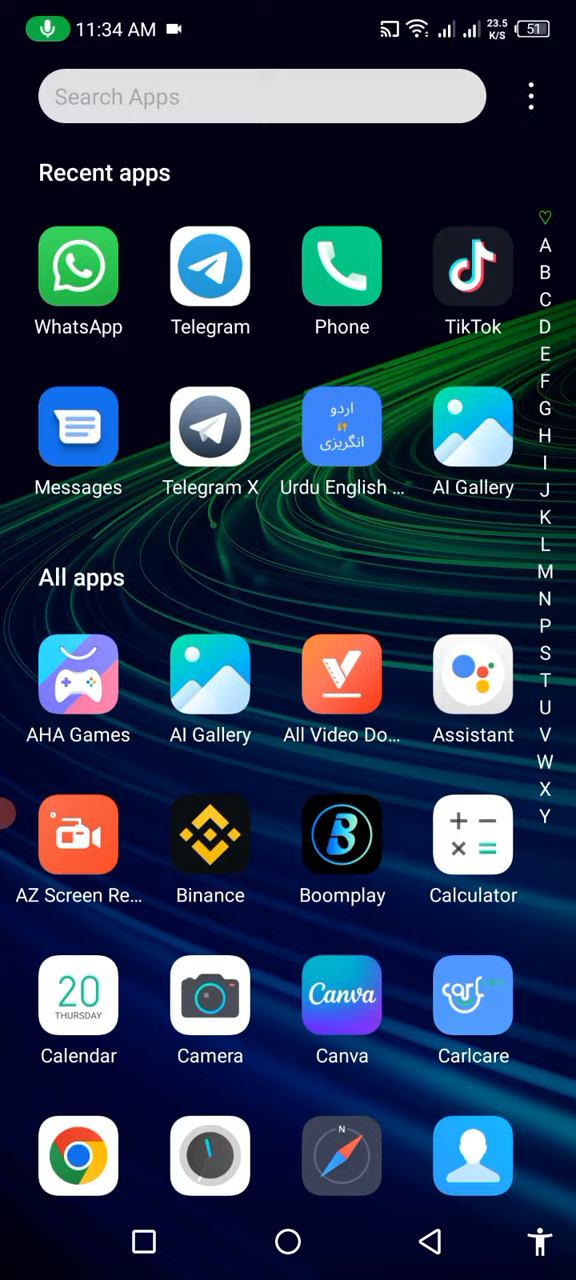 11:34 AM 23.5 K/S 51
Search Apps
Recent apps
♡
A
B
C
D
E
F
G
H
I
J
K
L
M
N
P
S
T
U
V
W
X
Y
WhatsApp Telegram Phone TikTok
اردو
انگریزی
Messages Telegram X Urdu English ... AI Gallery
All apps
AHA Games AI Gallery All Video Do... Assistant
AZ Screen Re... Binance Boomplay Calculator
20
THURSDAY
Canva
carl
Calendar Camera Canva Carlcare
N